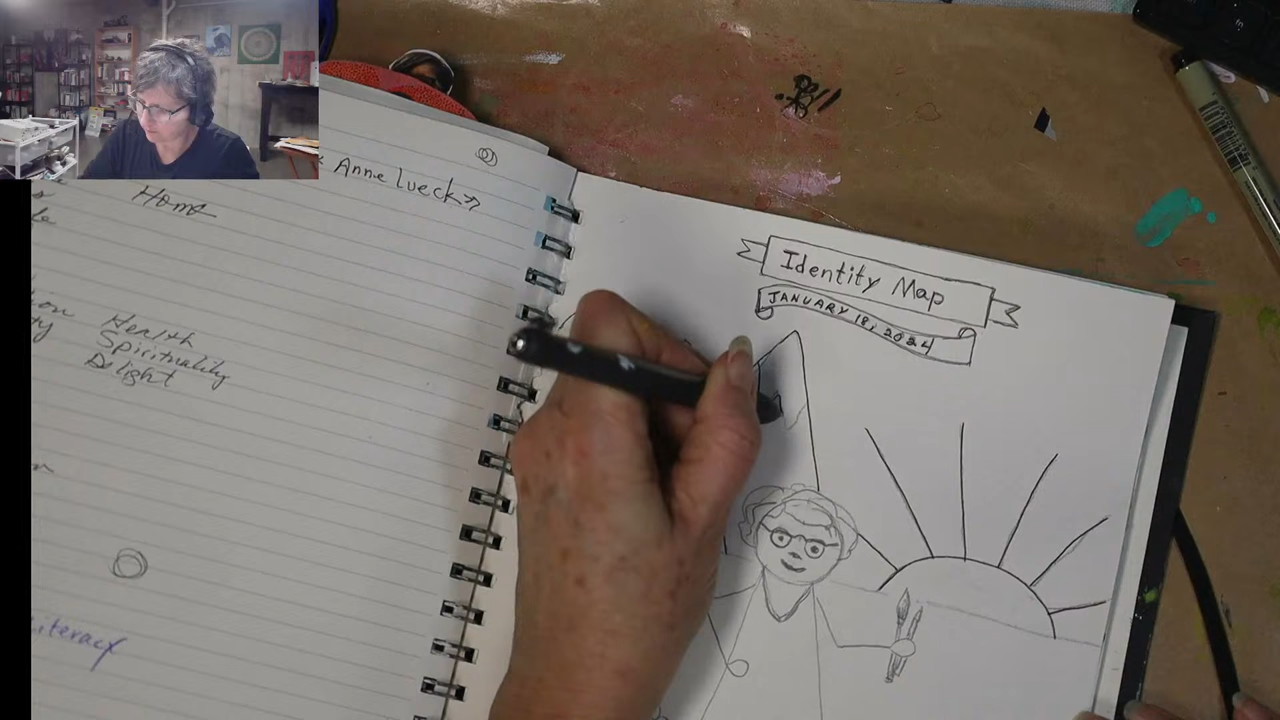 Anne Lueck
Home
Health
Spirituality
Delight
Literacy
Identity Map
JANUARY 18, 2024